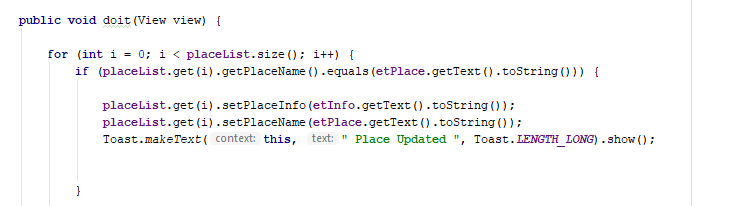 public void doit(View view) {
for (int i = 0; i < placeList.size(); i++) {
if (placeList.get(i).getPlaceName().equals(etPlace.getText().toString())) {
placeList.get(i).setPlaceInfo(etInfo.getText().toString());
placeList.get(i).setPlaceName(etPlace.getText().toString());
Toast.makeText( context: this, text: " Place Updated ", Toast.LENGTH_LONG).show();
}